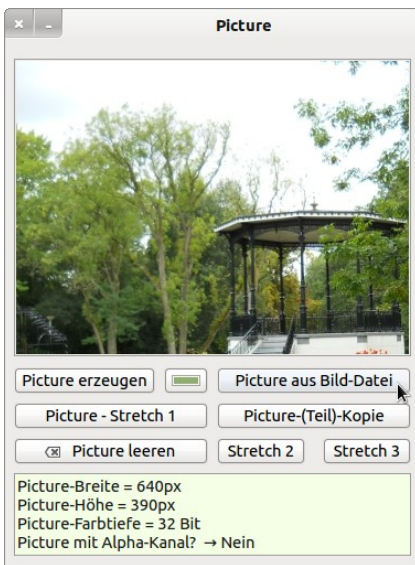 Picture
Picture erzeugen Picture aus Bild-Datei
Picture - Stretch 1 Picture-(Teil)-Kopie
Picture leeren Stretch 2 Stretch 3
Picture-Breite = 640px
Picture-Höhe = 390px
Picture-Farbtiefe = 32 Bit
Picture mit Alpha-Kanal? → Nein